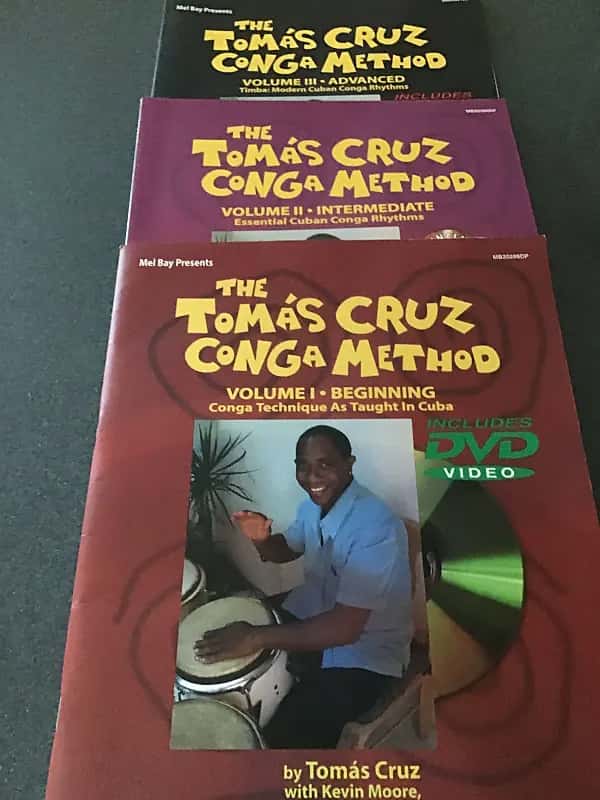 Mel Bay Presents
THE
TOMÁS CRUZ
CONGA METHOD
VOLUME III • ADVANCED
Timba: Modern Cuban Conga Rhythms
INCLUDES
THE
TOMÁS CRUZ
CONGA METHOD
VOLUME II • INTERMEDIATE
Essential Cuban Conga Rhythms
Mel Bay Presents
THE
TOMÁS CRUZ
CONGA METHOD
VOLUME I • BEGINNING
Conga Technique As Taught In Cuba
INCLUDES
DVD
VIDEO
by Tomás Cruz
with Kevin Moore,